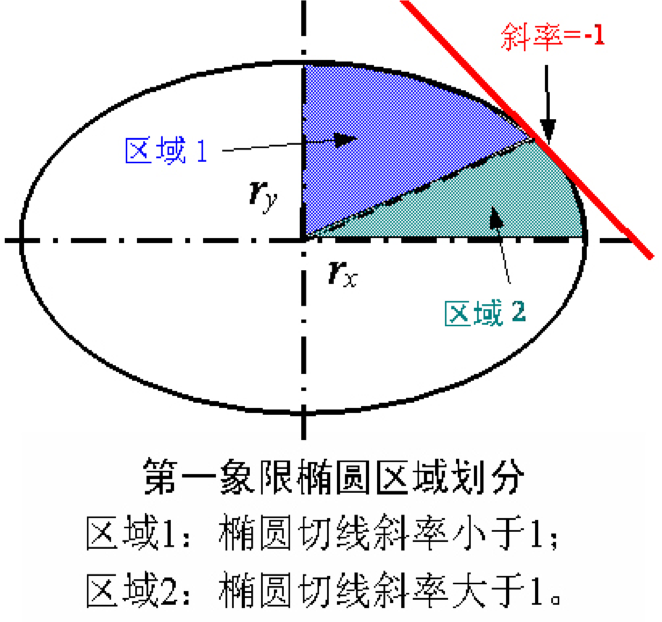 斜率=-1
区域 1
r_y
r_x
区域 2
第一象限椭圆区域划分
区域1：椭圆切线斜率小于1；
区域2：椭圆切线斜率大于1。